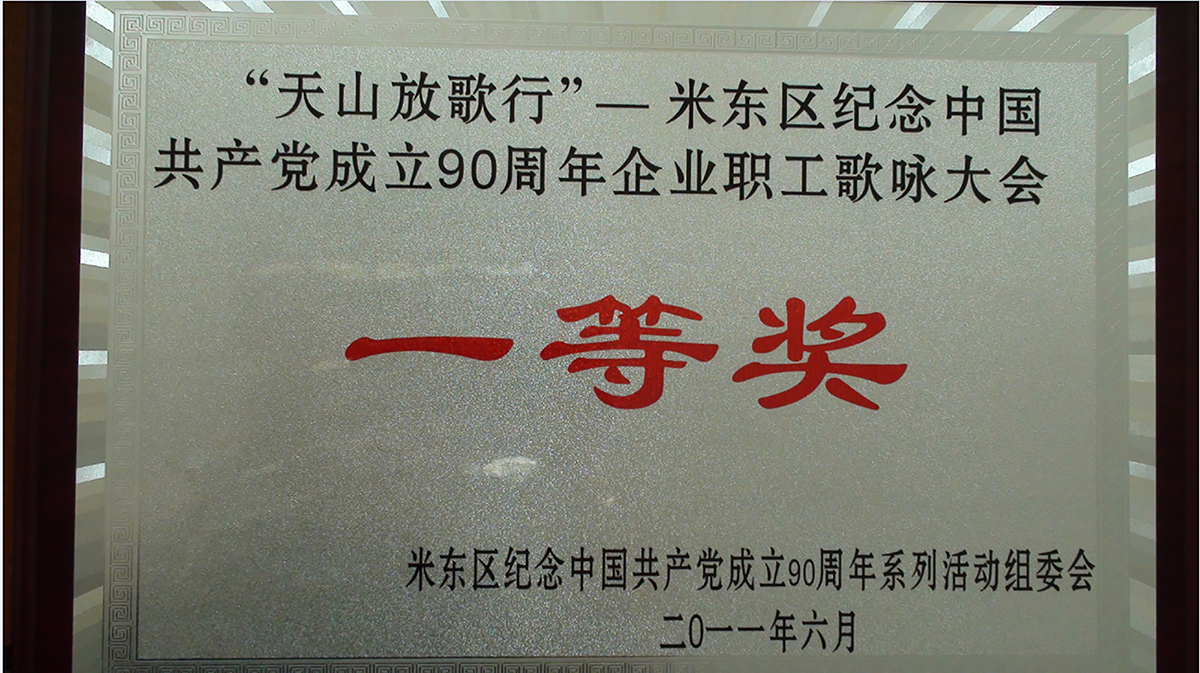 “天山放歌行”— 米东区纪念中国
共产党成立90周年企业职工歌咏大会
一等奖
米东区纪念中国共产党成立90周年系列活动组委会
二0一一年六月